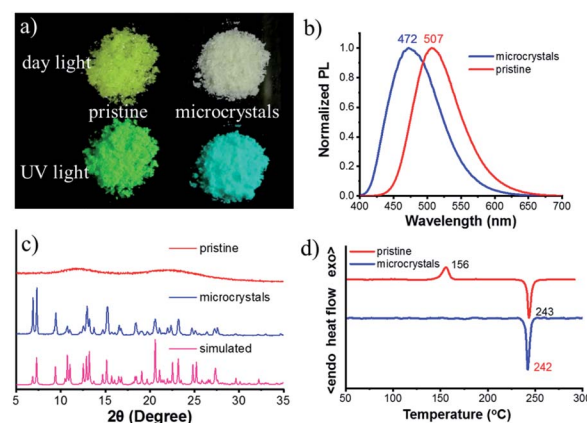 a)
day light
pristine microcrystals
UV light
b)
472 507
microcrystals
pristine
Normalized PL
1.0
0.8
0.6
0.4
0.2
0.0
400 450 500 550 600 650 700
Wavelength (nm)
c)
pristine
microcrystals
simulated
5 10 15 20 25 30 35
2θ (Degree)
d)
pristine
microcrystals
156
243
242
<endo heat flow exo>
50 100 150 200 250 300
Temperature (°C)